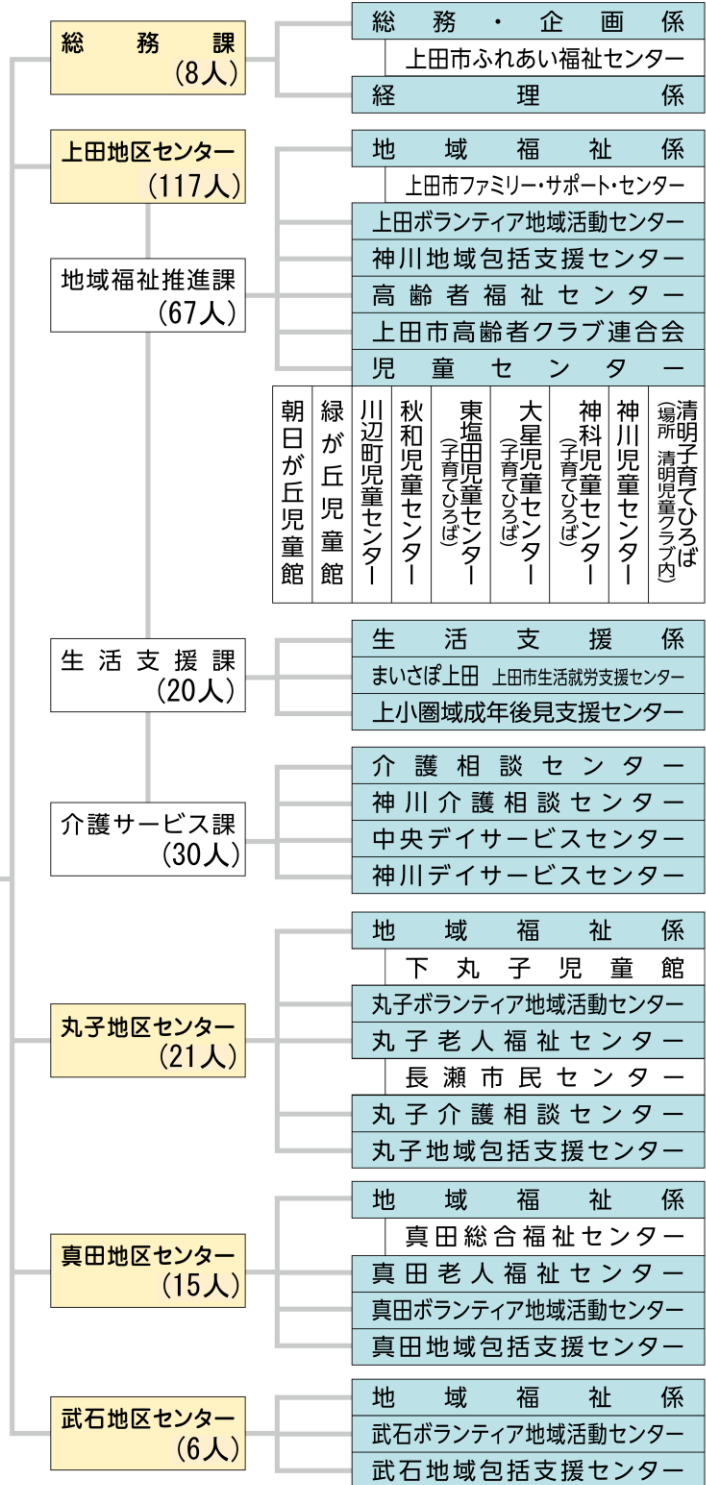 総務課
(8人)
総務・企画係
上田市ふれあい福祉センター
経理係
上田地区センター
(117人)
地域福祉推進課
(67人)
地域福祉係
上田市ファミリー・サポート・センター
上田ボランティア地域活動センター
神川地域包括支援センター
高齢者福祉センター
上田市高齢者クラブ連合会
児童センター
朝日が丘児童館
緑が丘児童館
川辺町児童センター
秋和児童センター
東塩田児童センター
(子育てひろば)
大星児童センター
(子育てひろば)
神科児童センター
(子育てひろば)
神川児童センター
清明子育てひろば
(場所 清明児童クラブ内)
生活支援課
(20人)
生活支援係
まいさぽ上田 上田市生活就労支援センター
上小圏域成年後見支援センター
介護サービス課
(30人)
介護相談センター
神川介護相談センター
中央デイサービスセンター
神川デイサービスセンター
丸子地区センター
(21人)
地域福祉係
下丸子児童館
丸子ボランティア地域活動センター
丸子老人福祉センター
長瀬市民センター
丸子介護相談センター
丸子地域包括支援センター
真田地区センター
(15人)
地域福祉係
真田総合福祉センター
真田老人福祉センター
真田ボランティア地域活動センター
真田地域包括支援センター
武石地区センター
(6人)
地域福祉係
武石ボランティア地域活動センター
武石地域包括支援センター